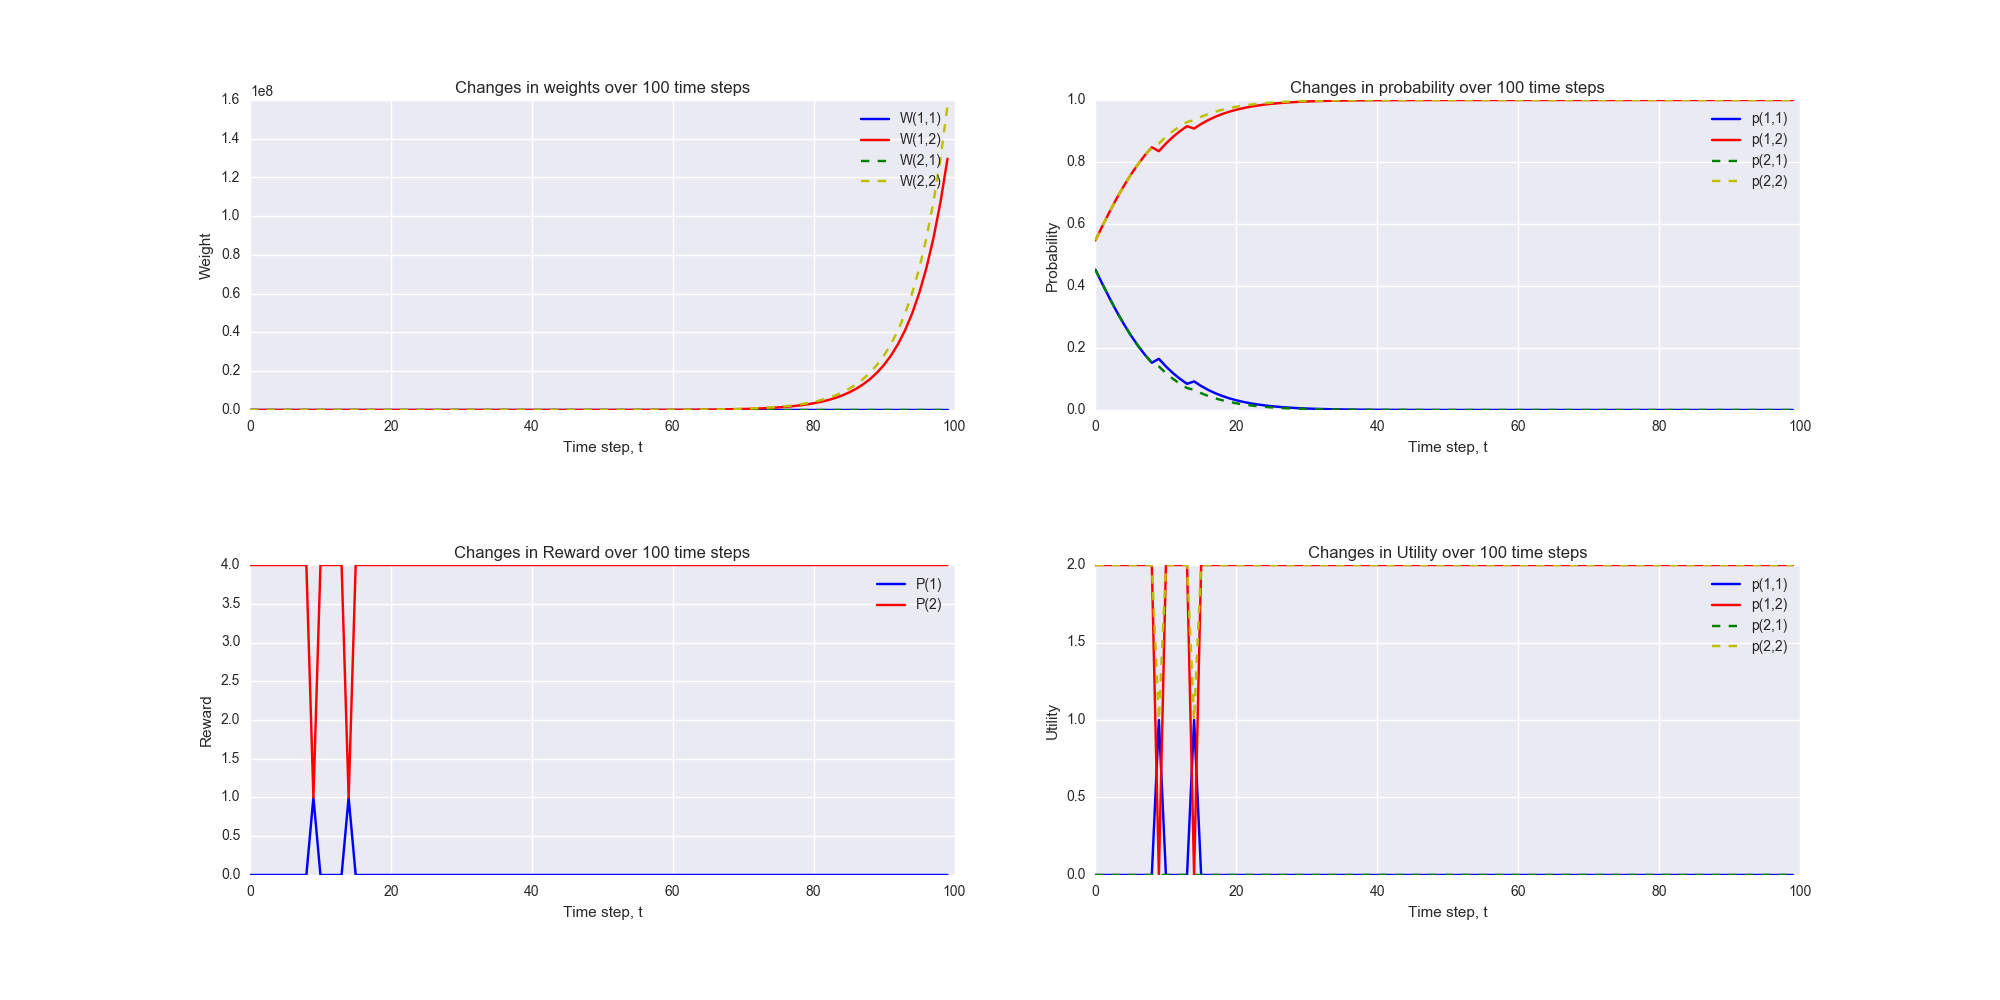 Changes in weights over 100 time steps
1e8
1.6
1.4
1.2
1.0
0.8
0.6
0.4
0.2
0.0
Weight
W(1,1)
W(1,2)
W(2,1)
W(2,2)
0 20 40 60 80 100
Time step, t
Changes in probability over 100 time steps
1.0
0.8
0.6
0.4
0.2
0.0
Probability
p(1,1)
p(1,2)
p(2,1)
p(2,2)
0 20 40 60 80 100
Time step, t
Changes in Reward over 100 time steps
4.0
3.5
3.0
2.5
2.0
1.5
1.0
0.5
0.0
Reward
P(1)
P(2)
0 20 40 60 80 100
Time step, t
Changes in Utility over 100 time steps
2.0
1.5
1.0
0.5
0.0
Utility
p(1,1)
p(1,2)
p(2,1)
p(2,2)
0 20 40 60 80 100
Time step, t